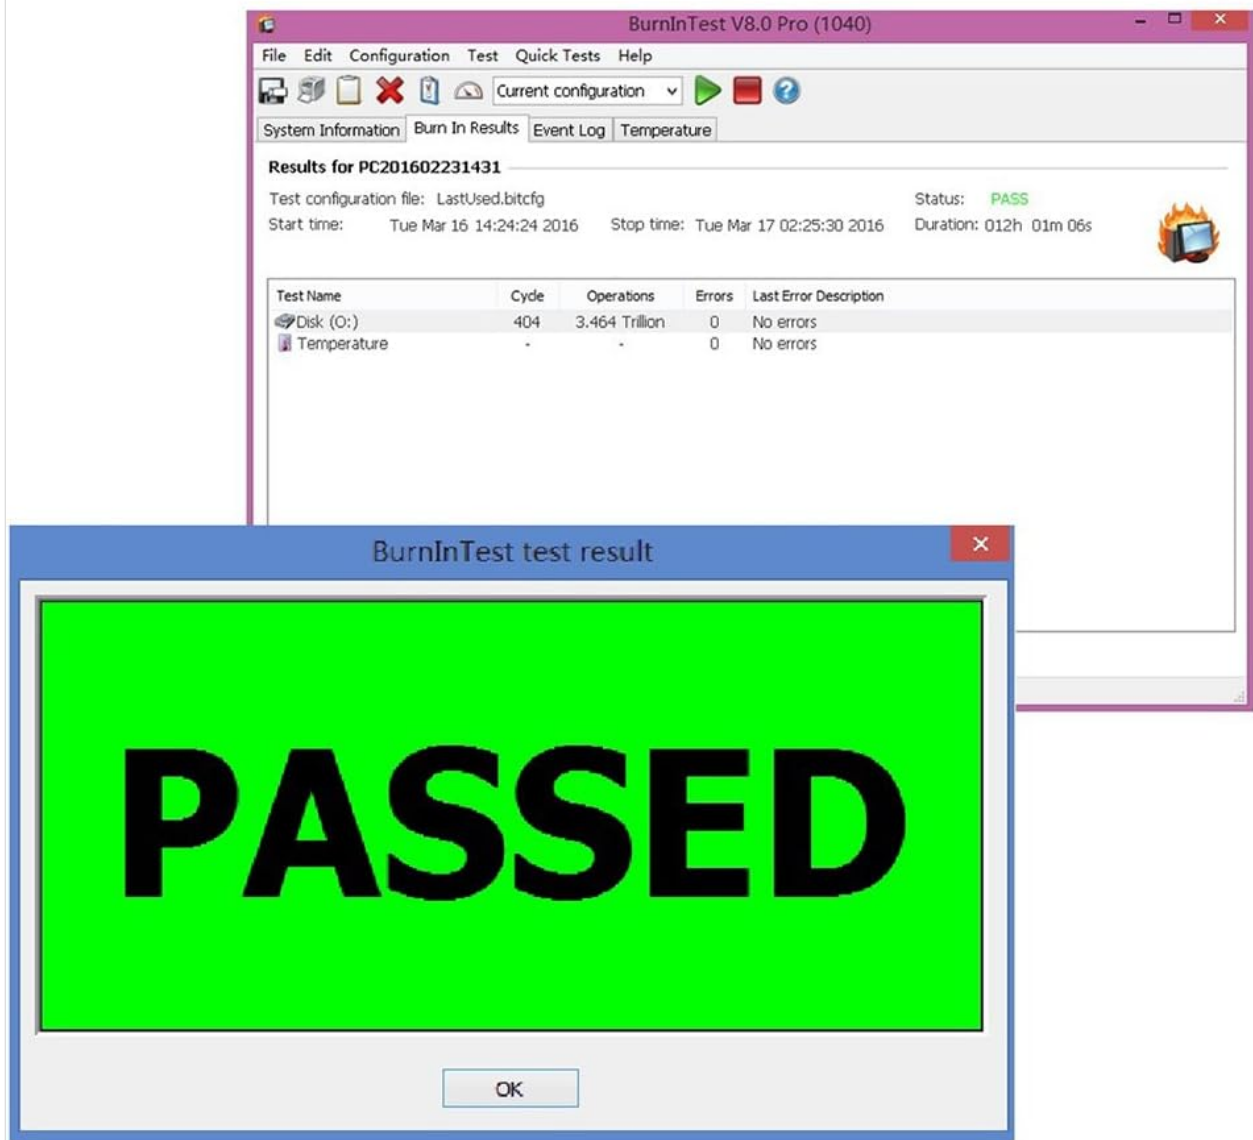 BurnInTest V8.0 Pro (1040)
File Edit Configuration Test Quick Tests Help
Current configuration
System Information Burn In Results Event Log Temperature
Results for PC201602231431
Test configuration file: LastUsed.bitcfg Status: PASS
Start time: Tue Mar 16 14:24:24 2016 Stop time: Tue Mar 17 02:25:30 2016 Duration: 012h 01m 06s
Test Name Cycle Operations Errors Last Error Description
Disk (O:) 404 3.464 Trillion 0 No errors
Temperature - - 0 No errors
BurnInTest test result
PASSED
OK